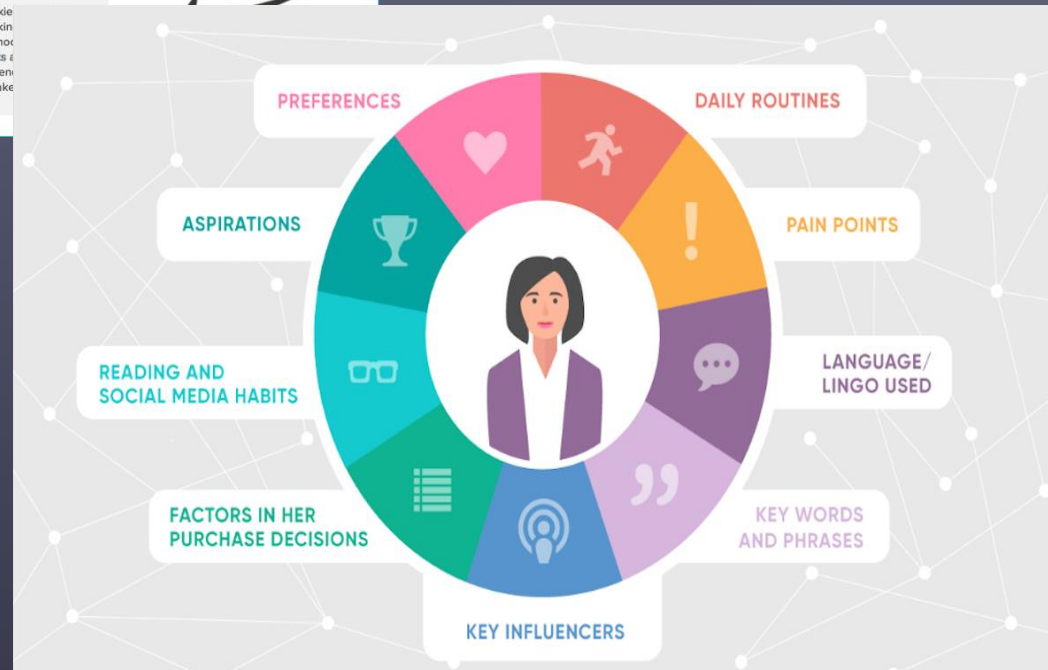 PREFERENCES
DAILY ROUTINES
ASPIRATIONS
PAIN POINTS
READING AND
SOCIAL MEDIA HABITS
LANGUAGE/
LINGO USED
FACTORS IN HER
PURCHASE DECISIONS
KEY WORDS
AND PHRASES
KEY INFLUENCERS